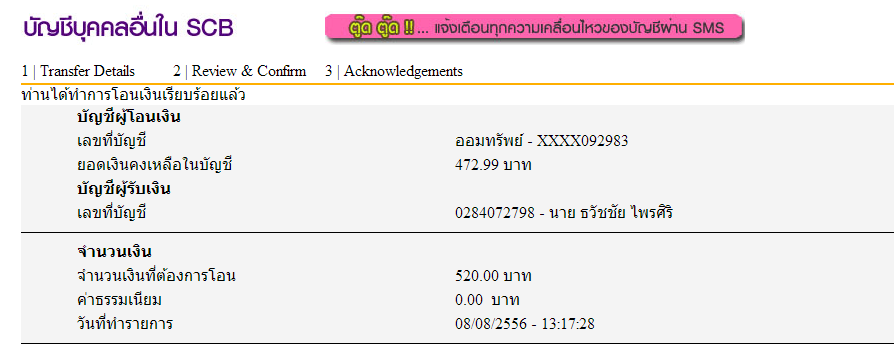 บัญชีบุคคลอื่นใน SCB
ตู๊ด ตู๊ด !! ... แจ้งเตือนทุกความเคลื่อนไหวของบัญชีผ่าน SMS
1 | Transfer Details 2 | Review & Confirm 3 | Acknowledgements
ท่านได้ทำการโอนเงินเรียบร้อยแล้ว
บัญชีผู้โอนเงิน
เลขที่บัญชี ออมทรัพย์ - XXXX092983
ยอดเงินคงเหลือในบัญชี 472.99 บาท
บัญชีผู้รับเงิน
เลขที่บัญชี 0284072798 - นาย ธวัชชัย ไพรศิริ
จำนวนเงิน
จำนวนเงินที่ต้องการโอน 520.00 บาท
ค่าธรรมเนียม 0.00 บาท
วันที่ทำรายการ 08/08/2556 - 13:17:28